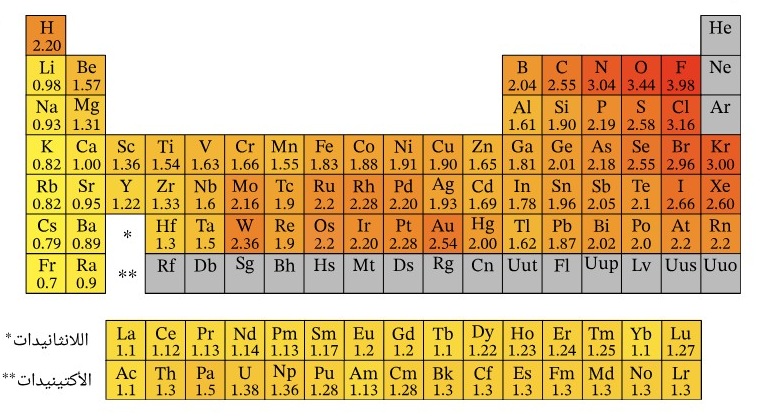 H He
2.20
Li Be B C N O F Ne
0.98 1.57 2.04 2.55 3.04 3.44 3.98
Na Mg Al Si P S Cl Ar
0.93 1.31 1.61 1.90 2.19 2.58 3.16
K Ca Sc Ti V Cr Mn Fe Co Ni Cu Zn Ga Ge As Se Br Kr
0.82 1.00 1.36 1.54 1.63 1.66 1.55 1.83 1.88 1.91 1.90 1.65 1.81 2.01 2.18 2.55 2.96 3.00
Rb Sr Y Zr Nb Mo Tc Ru Rh Pd Ag Cd In Sn Sb Te I Xe
0.82 0.95 1.22 1.33 1.6 2.16 1.9 2.2 2.28 2.20 1.93 1.69 1.78 1.96 2.05 2.1 2.66 2.60
Cs Ba * Hf Ta W Re Os Ir Pt Au Hg Tl Pb Bi Po At Rn
0.79 0.89 1.3 1.5 2.36 1.9 2.2 2.20 2.28 2.54 2.00 1.62 1.87 2.02 2.0 2.2 2.2
Fr Ra ** Rf Db Sg Bh Hs Mt Ds Rg Cn Uut Fl Uup Lv Uus Uuo
0.7 0.9
*اللانثانيدات La Ce Pr Nd Pm Sm Eu Gd Tb Dy Ho Er Tm Yb Lu
1.1 1.12 1.13 1.14 1.13 1.17 1.2 1.2 1.1 1.22 1.23 1.24 1.25 1.1 1.27
**الأكتينيدات Ac Th Pa U Np Pu Am Cm Bk Cf Es Fm Md No Lr
1.1 1.3 1.5 1.38 1.36 1.28 1.13 1.28 1.3 1.3 1.3 1.3 1.3 1.3 1.3